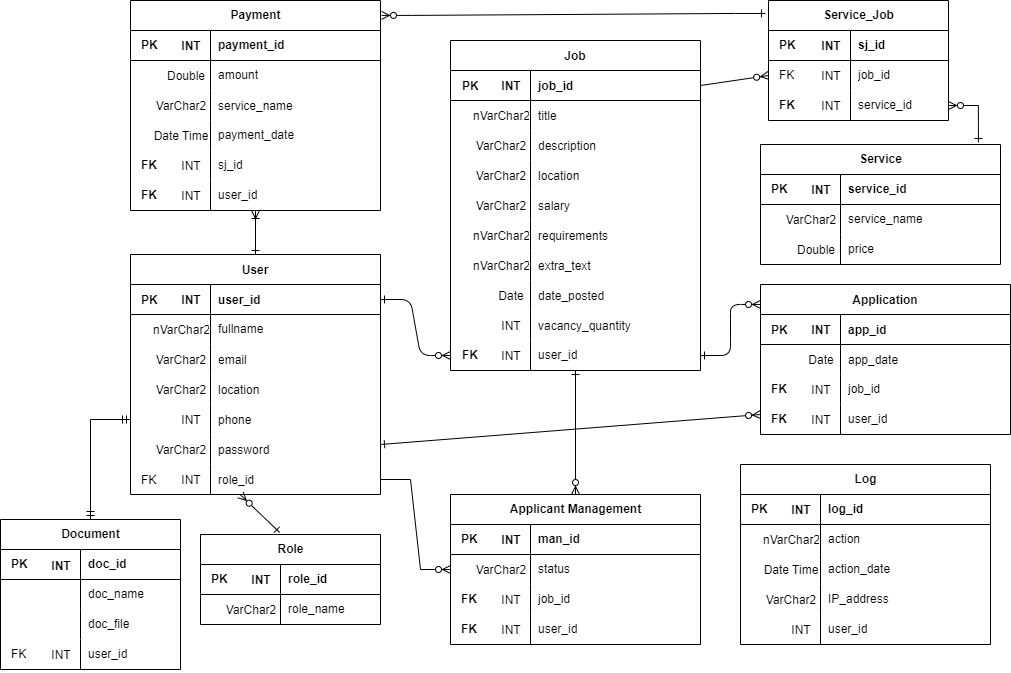 Payment
PK INT payment_id
Double amount
VarChar2 service_name
Date Time payment_date
FK INT sj_id
FK INT user_id
Job
PK INT job_id
nVarChar2 title
VarChar2 description
VarChar2 location
VarChar2 salary
nVarChar2 requirements
nVarChar2 extra_text
Date date_posted
INT vacancy_quantity
FK INT user_id
Service_Job
PK INT sj_id
FK INT job_id
FK INT service_id
Service
PK INT service_id
VarChar2 service_name
Double price
User
PK INT user_id
nVarChar2 fullname
VarChar2 email
VarChar2 location
INT phone
VarChar2 password
FK INT role_id
Application
PK INT app_id
Date app_date
FK INT job_id
FK INT user_id
Document
PK INT doc_id
doc_name
doc_file
FK INT user_id
Role
PK INT role_id
VarChar2 role_name
Applicant Management
PK INT man_id
VarChar2 status
FK INT job_id
FK INT user_id
Log
PK INT log_id
nVarChar2 action
Date Time action_date
VarChar2 IP_address
INT user_id